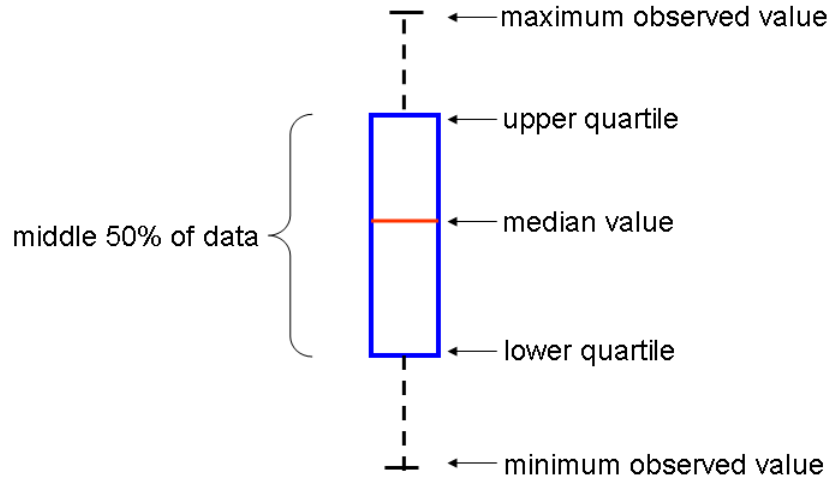 maximum observed value
upper quartile
median value
middle 50% of data
lower quartile
minimum observed value